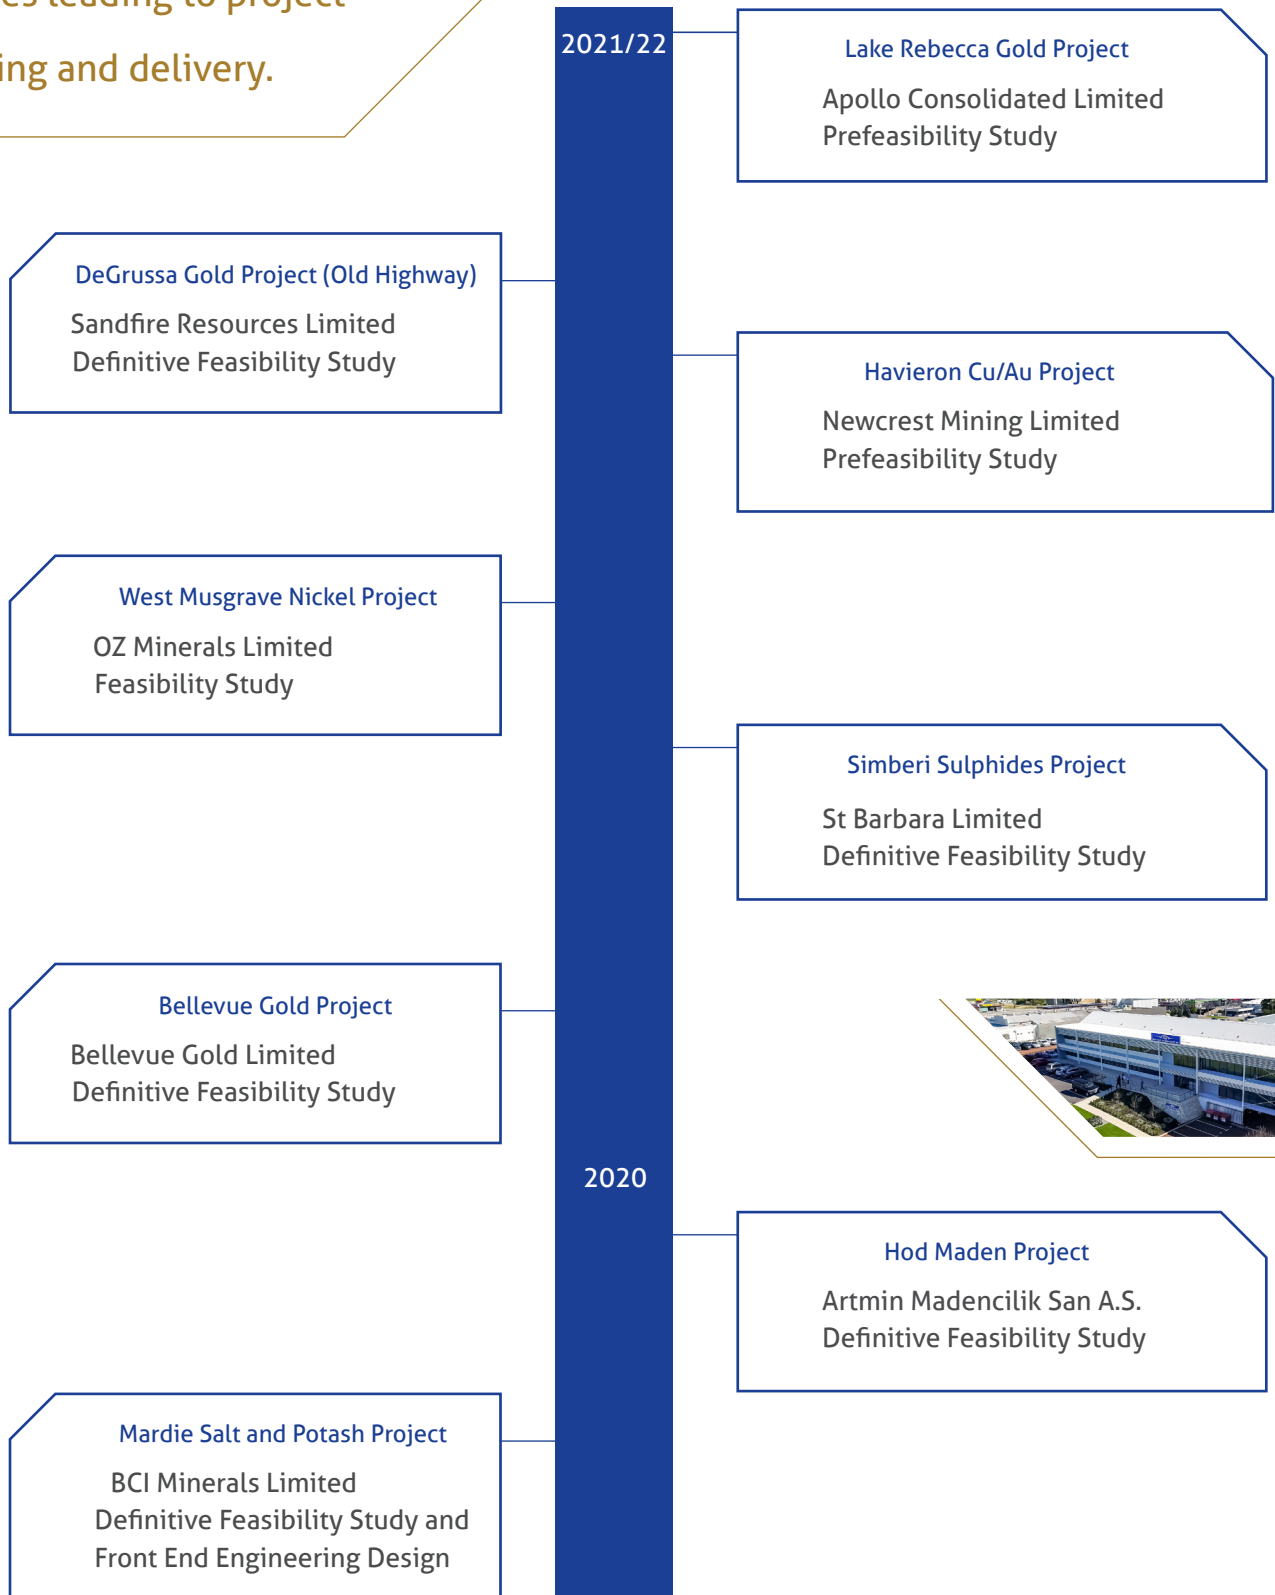 es leading to project
ing and delivery.
2021/22
Lake Rebecca Gold Project
Apollo Consolidated Limited
Prefeasibility Study
DeGrussa Gold Project (Old Highway)
Sandfire Resources Limited
Definitive Feasibility Study
Havieron Cu/Au Project
Newcrest Mining Limited
Prefeasibility Study
West Musgrave Nickel Project
OZ Minerals Limited
Feasibility Study
Simberi Sulphides Project
St Barbara Limited
Definitive Feasibility Study
Bellevue Gold Project
Bellevue Gold Limited
Definitive Feasibility Study
2020
Hod Maden Project
Artmin Madencilik San A.S.
Definitive Feasibility Study
Mardie Salt and Potash Project
BCI Minerals Limited
Definitive Feasibility Study and
Front End Engineering Design